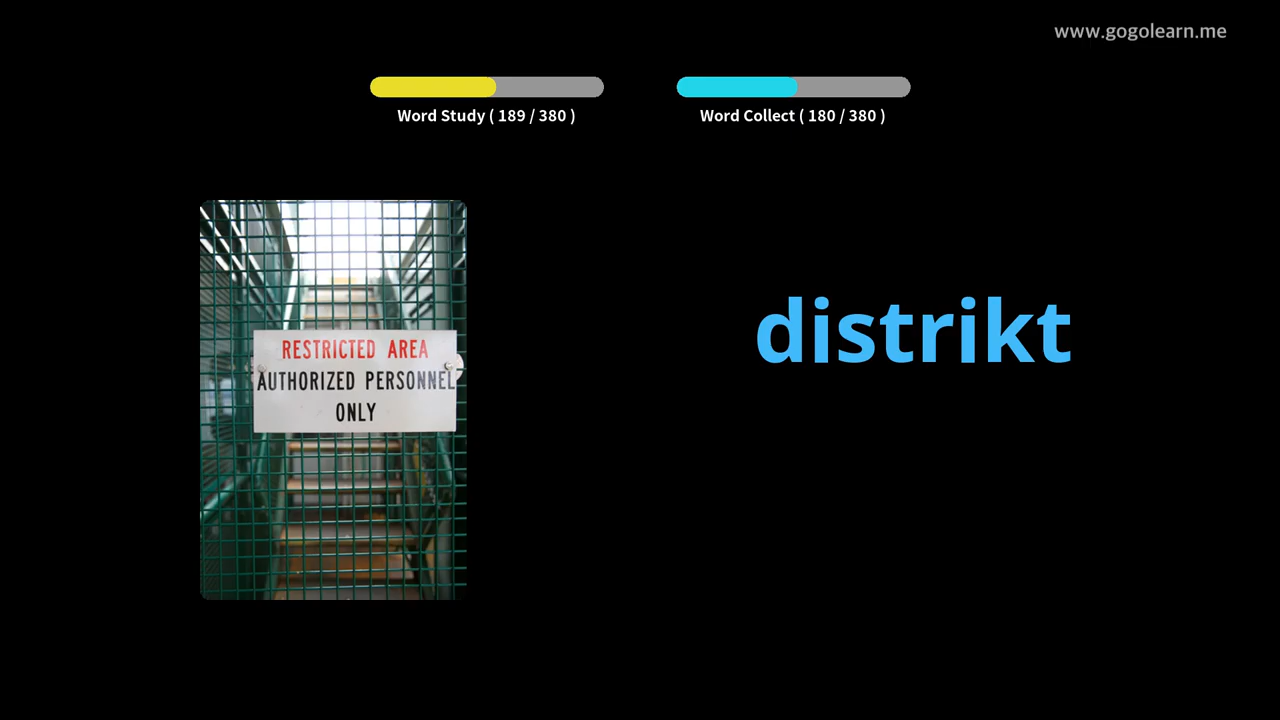 www.gogolearn.me
Word Study ( 189 / 380 )
Word Collect ( 180 / 380 )
RESTRICTED AREA
AUTHORIZED PERSONNEL
ONLY
distrikt